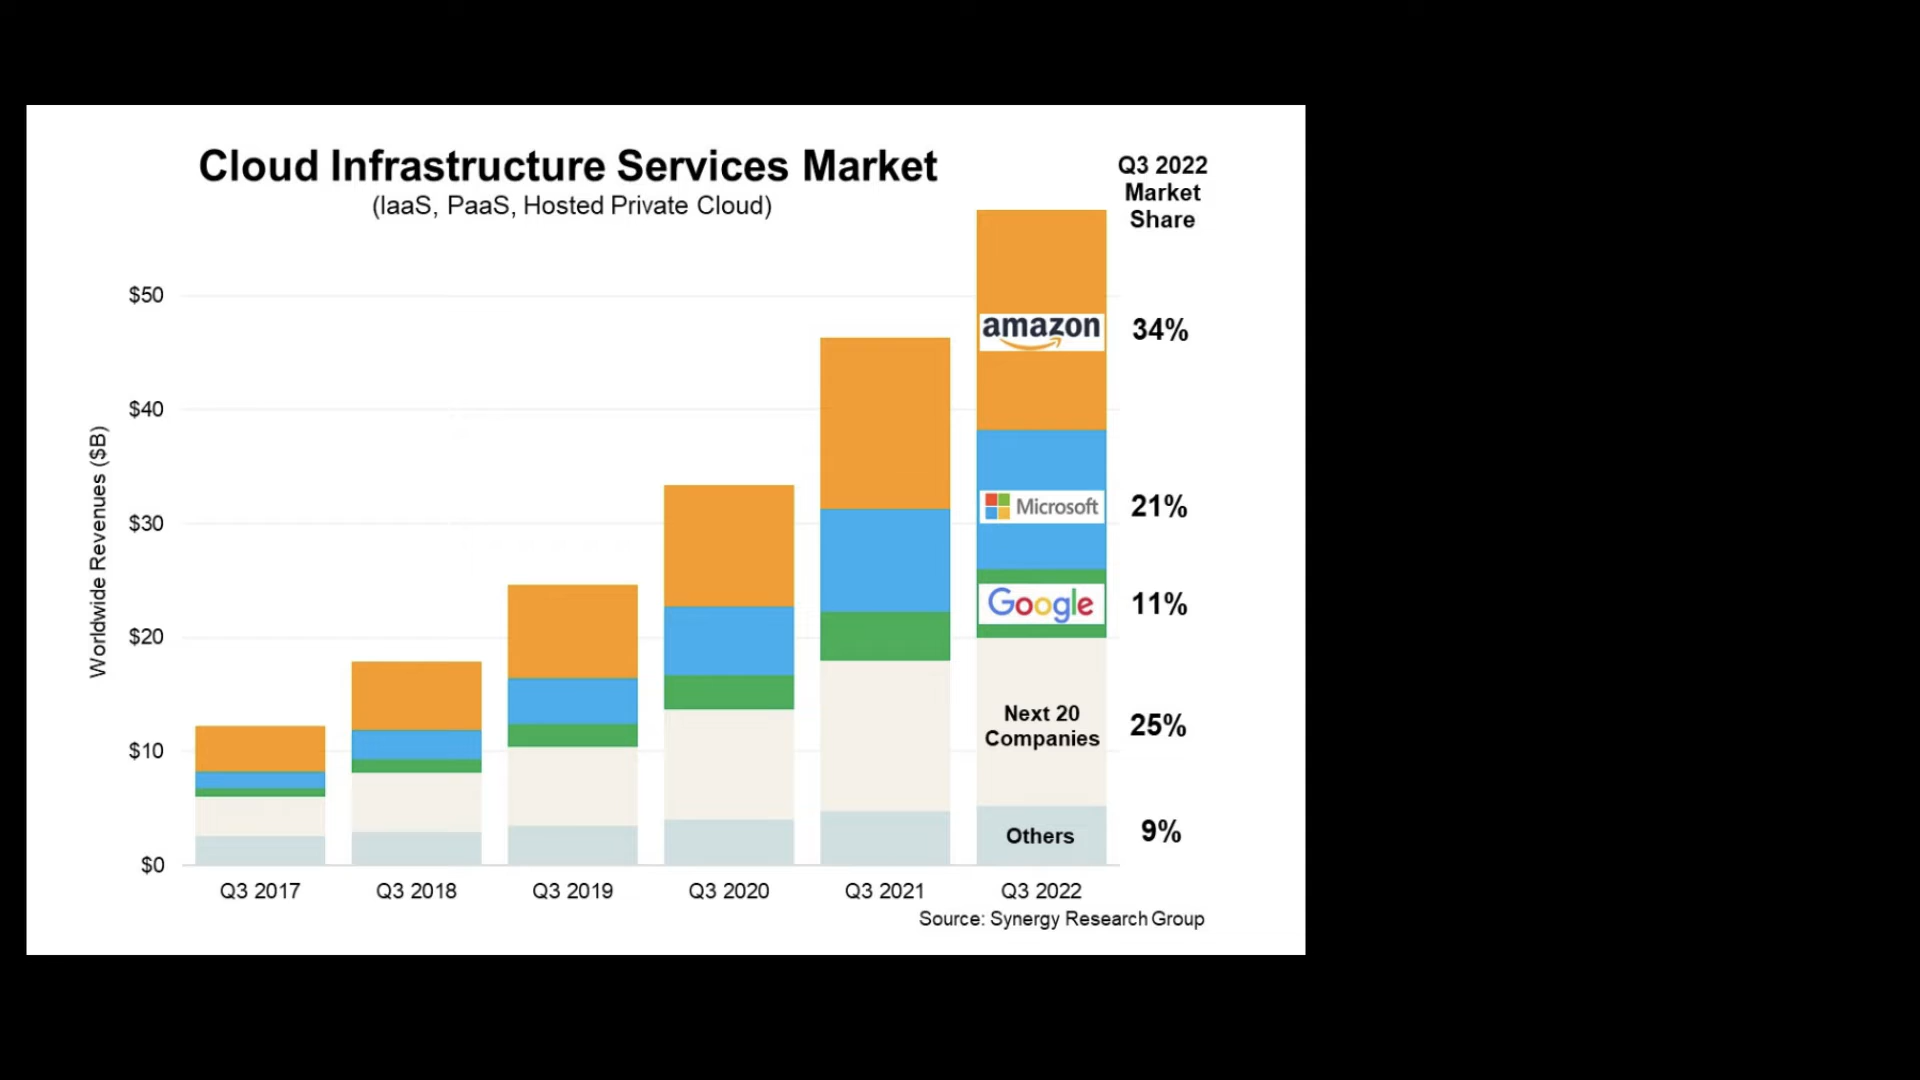 Cloud Infrastructure Services Market
(IaaS, PaaS, Hosted Private Cloud)
Q3 2022
Market
Share
Worldwide Revenues ($B)
$50
$40
$30
$20
$10
$0
amazon
34%
Microsoft
21%
Google
11%
Next 20
Companies
25%
Others
9%
Q3 2017
Q3 2018
Q3 2019
Q3 2020
Q3 2021
Q3 2022
Source: Synergy Research Group